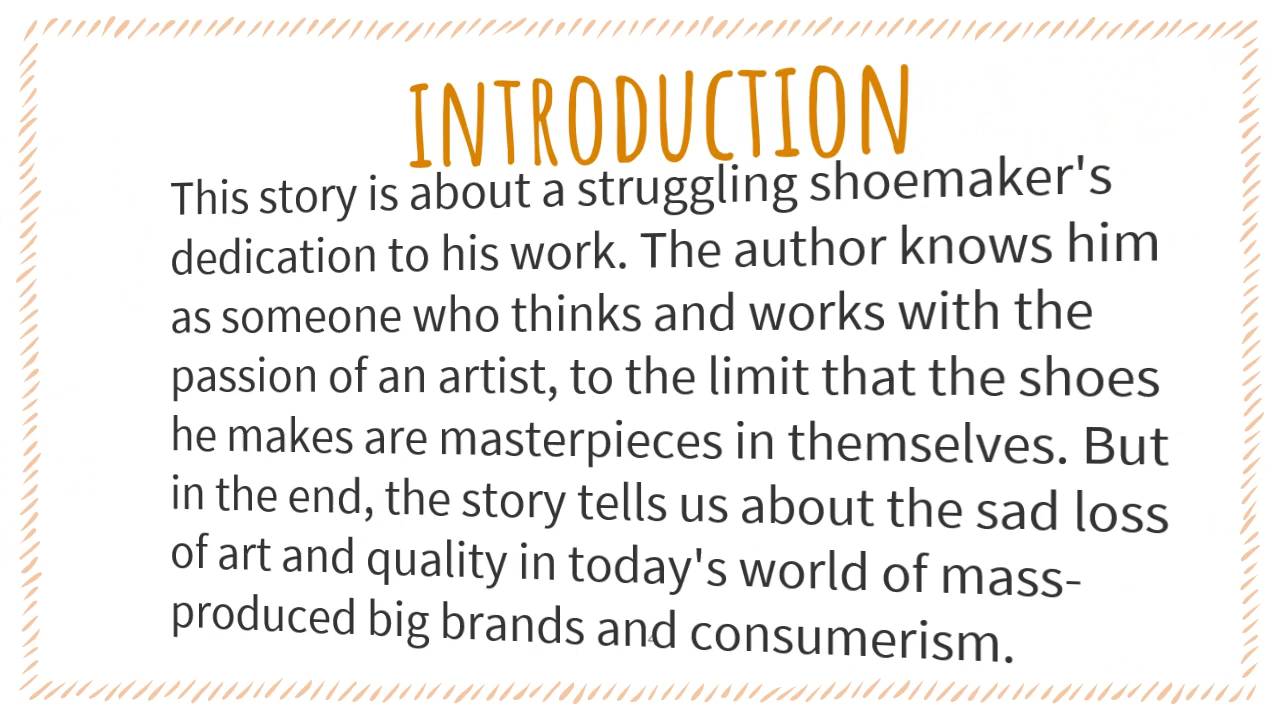 INTRODUCTION
This story is about a struggling shoemaker's
dedication to his work. The author knows him
as someone who thinks and works with the
passion of an artist, to the limit that the shoes
he makes are masterpieces in themselves. But
in the end, the story tells us about the sad loss
of art and quality in today's world of mass-
produced big brands and consumerism.